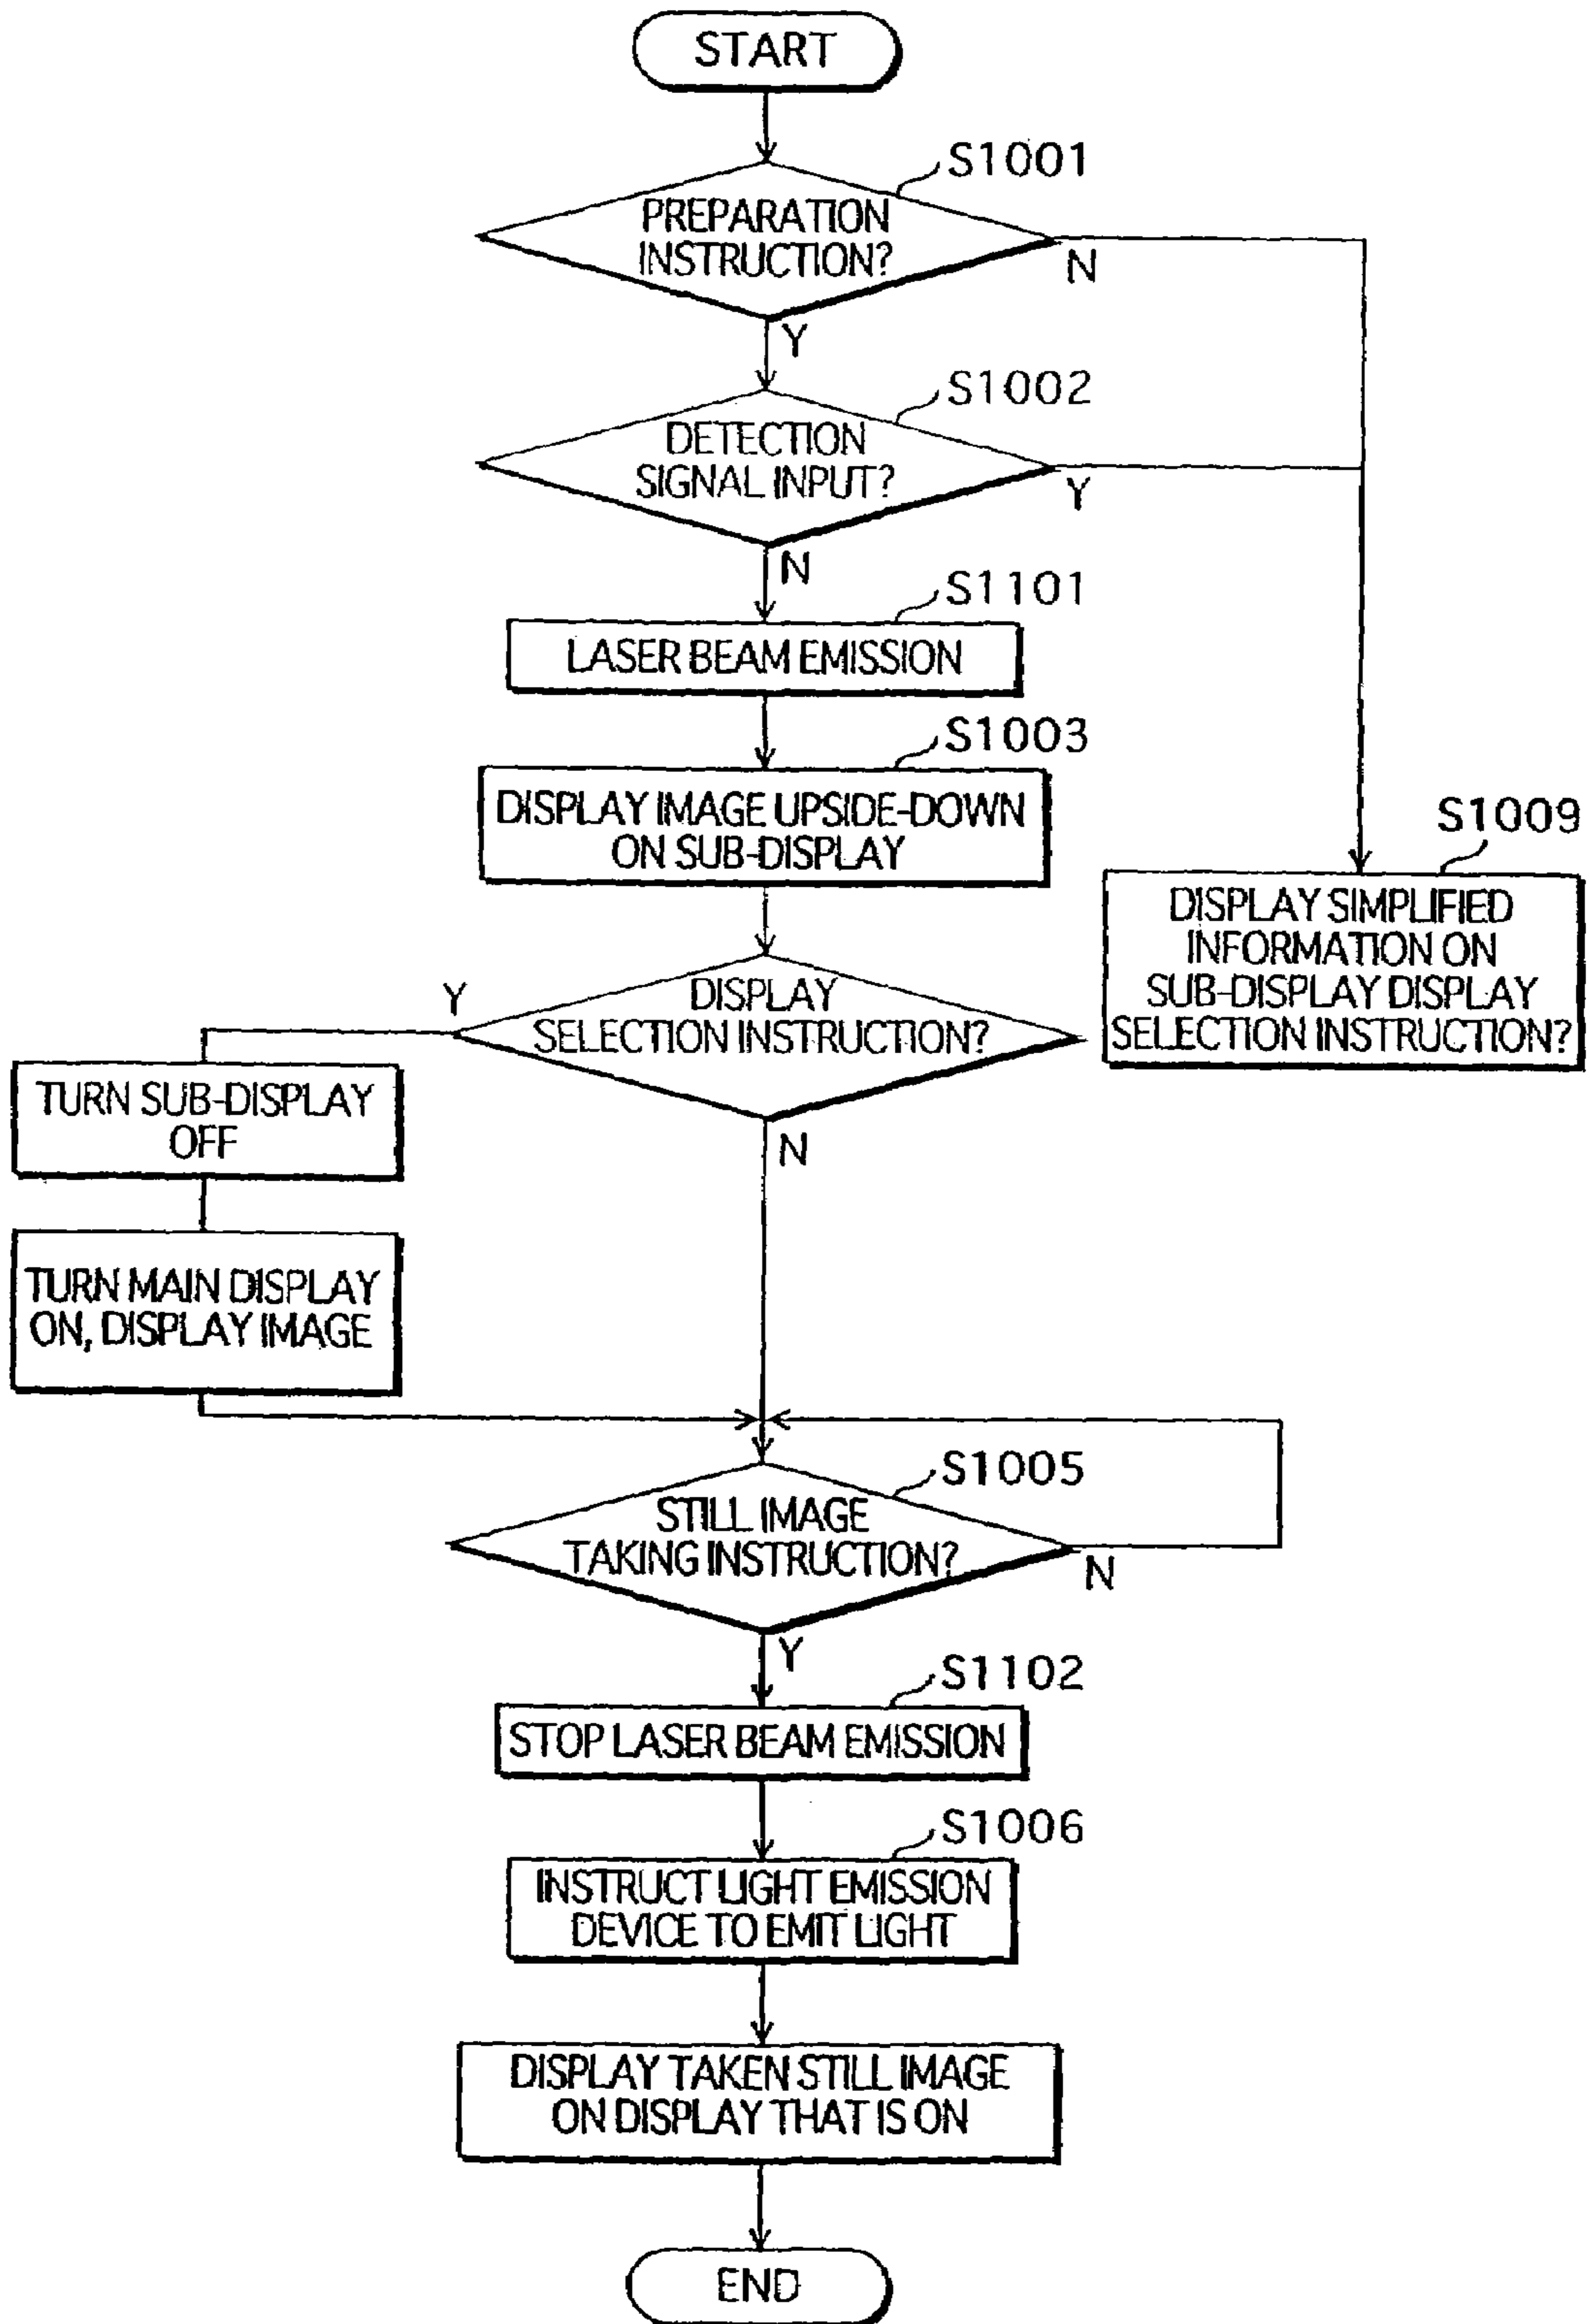 START
S1001
PREPARATION
INSTRUCTION?
N
Y
S1002
DETECTION
SIGNAL INPUT?
Y
N
S1101
LASER BEAM EMISSION
S1003
DISPLAY IMAGE UPSIDE-DOWN
ON SUB-DISPLAY
S1009
DISPLAY SIMPLIFIED
INFORMATION ON
SUB-DISPLAY DISPLAY
SELECTION INSTRUCTION?
Y
DISPLAY
SELECTION INSTRUCTION?
N
TURN SUB-DISPLAY
OFF
TURN MAIN DISPLAY
ON, DISPLAY IMAGE
S1005
STILL IMAGE
TAKING INSTRUCTION?
N
Y
S1102
STOP LASER BEAM EMISSION
S1006
INSTRUCT LIGHT EMISSION
DEVICE TO EMIT LIGHT
DISPLAY TAKEN STILL IMAGE
ON DISPLAY THAT IS ON
END